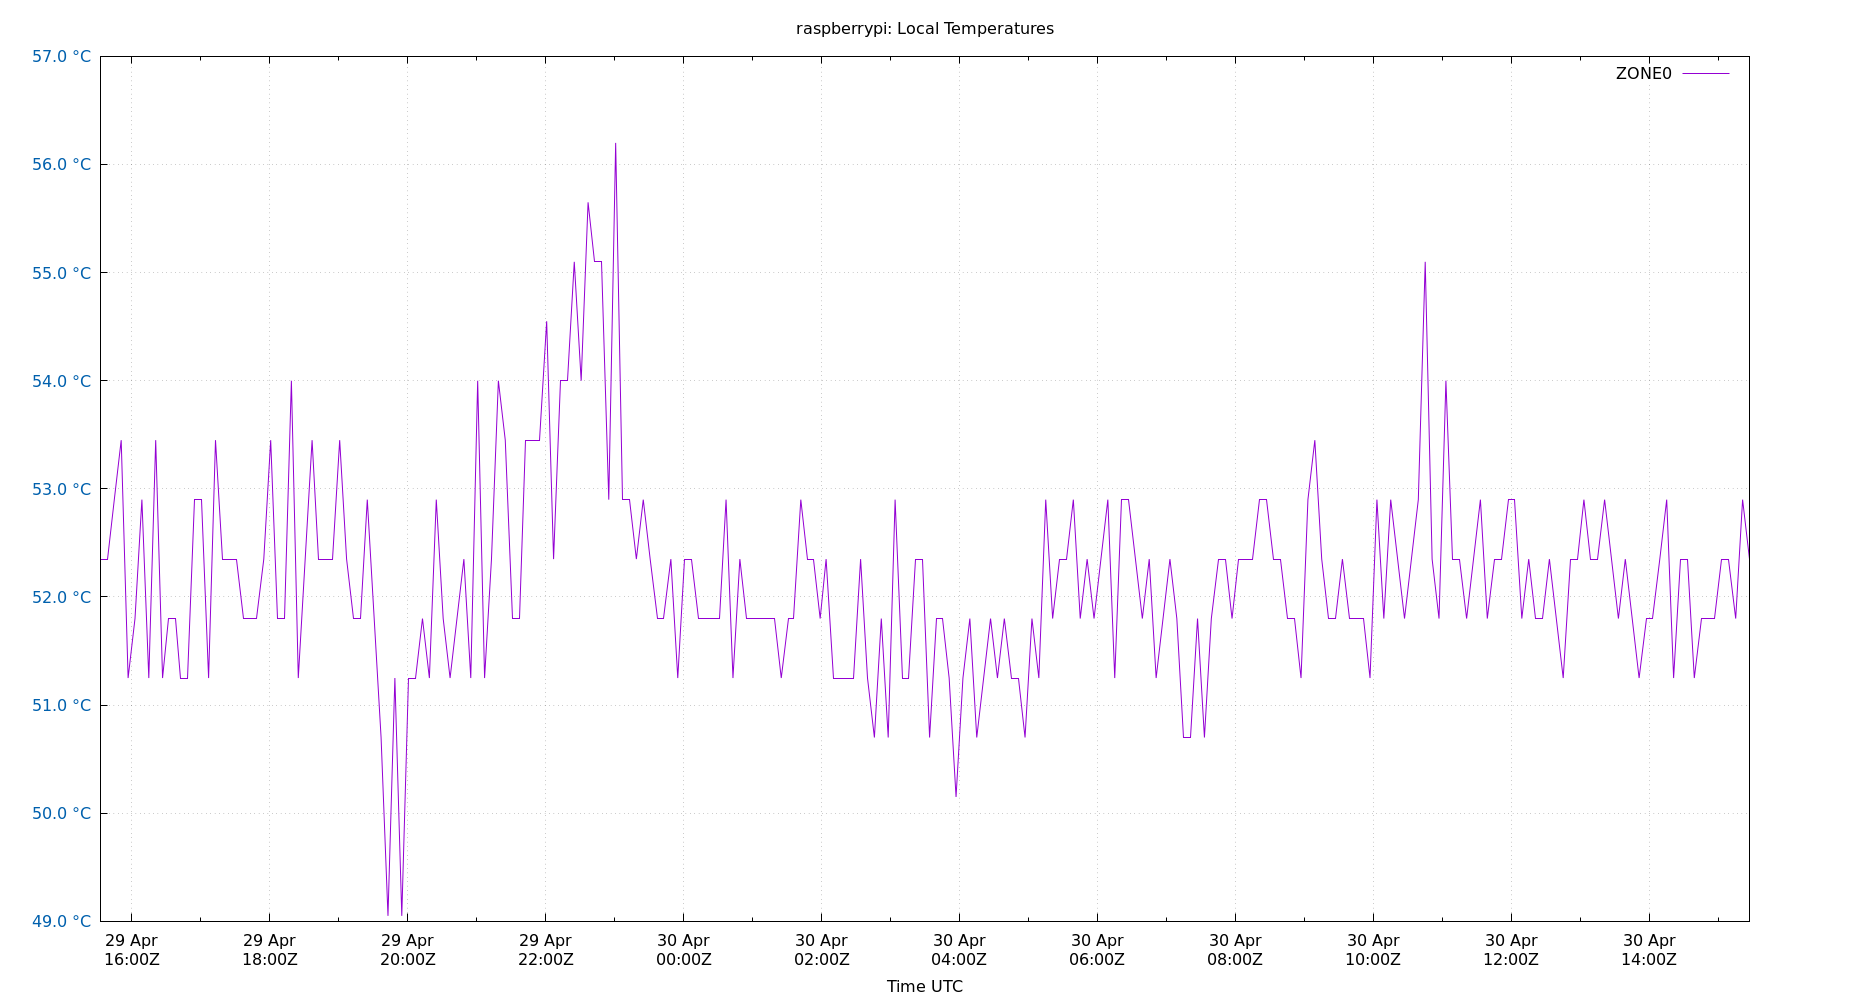 raspberrypi: Local Temperatures
57.0 °C
ZONE0
56.0 °C
55.0 °C
54.0 °C
53.0 °C
52.0 °C
51.0 °C
50.0 °C
49.0 °C
29 Apr 29 Apr 29 Apr 29 Apr 30 Apr 30 Apr 30 Apr 30 Apr 30 Apr 30 Apr 30 Apr 30 Apr
16:00Z 18:00Z 20:00Z 22:00Z 00:00Z 02:00Z 04:00Z 06:00Z 08:00Z 10:00Z 12:00Z 14:00Z
Time UTC